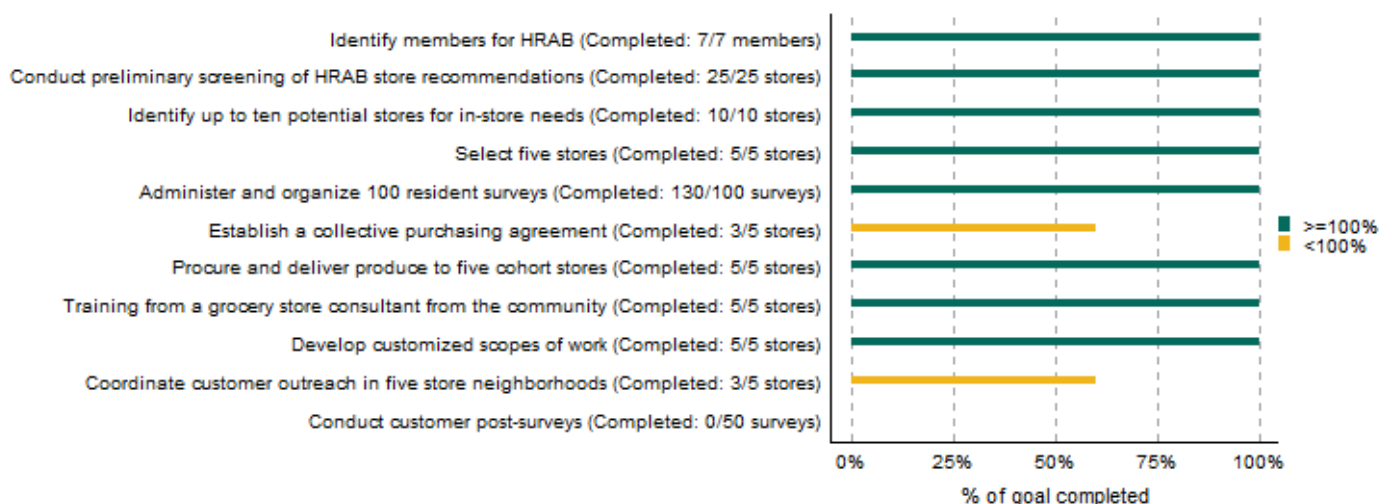 Identify members for HRAB (Completed: 7/7 members)
Conduct preliminary screening of HRAB store recommendations (Completed: 25/25 stores)
Identify up to ten potential stores for in-store needs (Completed: 10/10 stores)
Select five stores (Completed: 5/5 stores)
Administer and organize 100 resident surveys (Completed: 130/100 surveys)
Establish a collective purchasing agreement (Completed: 3/5 stores)
Procure and deliver produce to five cohort stores (Completed: 5/5 stores)
Training from a grocery store consultant from the community (Completed: 5/5 stores)
Develop customized scopes of work (Completed: 5/5 stores)
Coordinate customer outreach in five store neighborhoods (Completed: 3/5 stores)
Conduct customer post-surveys (Completed: 0/50 surveys)
>=100%
<100%
0% 25% 50% 75% 100%
% of goal completed